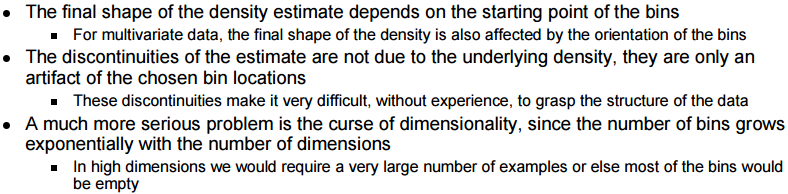 • The final shape of the density estimate depends on the starting point of the bins
▪ For multivariate data, the final shape of the density is also affected by the orientation of the bins
• The discontinuities of the estimate are not due to the underlying density, they are only an
artifact of the chosen bin locations
▪ These discontinuities make it very difficult, without experience, to grasp the structure of the data
• A much more serious problem is the curse of dimensionality, since the number of bins grows
exponentially with the number of dimensions
▪ In high dimensions we would require a very large number of examples or else most of the bins would
be empty